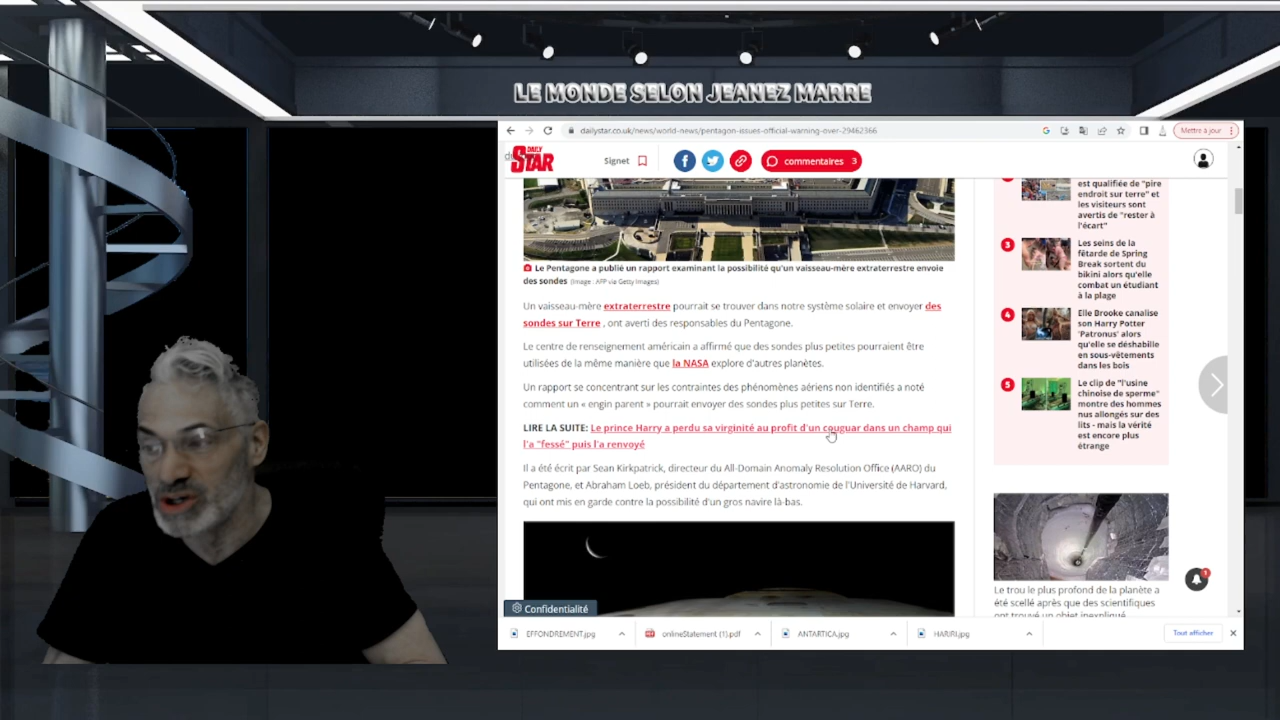 LE MONDE SELON JEANEZ MARRE
dailystar.co.uk/news/world-news/pentagon-issues-official-warning-over-29462366
Mettre à jour
DAILY
STAR
Signet
commentaires 3
Le Pentagone a publié un rapport examinant la possibilité qu'un vaisseau-mère extraterrestre envoie
des sondes (Image : AFP via Getty Images)
Un vaisseau-mère extraterrestre pourrait se trouver dans notre système solaire et envoyer des
sondes sur Terre , ont averti des responsables du Pentagone.
Le centre de renseignement américain a affirmé que des sondes plus petites pourraient être
utilisées de la même manière que la NASA explore d'autres planètes.
Un rapport se concentrant sur les contraintes des phénomènes aériens non identifiés a noté
comment un « engin parent » pourrait envoyer des sondes plus petites sur Terre.
LIRE LA SUITE: Le prince Harry a perdu sa virginité au profit d'un couguar dans un champ qui
l'a "fessé" puis l'a renvoyé
Il a été écrit par Sean Kirkpatrick, directeur du All-Domain Anomaly Resolution Office (AARO) du
Pentagone, et Abraham Loeb, président du département d'astronomie de l'Université de Harvard,
qui ont mis en garde contre la possibilité d'un gros navire là-bas.
est qualifiée de "pire
endroit sur terre" et
les visiteurs sont
avertis de "rester à
l'écart"
3
Les seins de la
fêtarde de Spring
Break sortent du
bikini alors qu'elle
combat un étudiant
à la plage
4
Elle Brooke canalise
son Harry Potter
'Patronus' alors
qu'elle se déshabille
en sous-vêtements
dans les bois
5
Le clip de "l'usine
chinoise de sperme"
montre des hommes
nus allongés sur des
lits - mais la vérité
est encore plus
étrange
Le trou le plus profond de la planète a
été scellé après que des scientifiques
ont trouvé un objet inexpliqué
1
Confidentialité
EFFONDREMENT.jpg
onlineStatement (1).pdf
ANTARTICA.jpg
HARIRI.jpg
Tout afficher